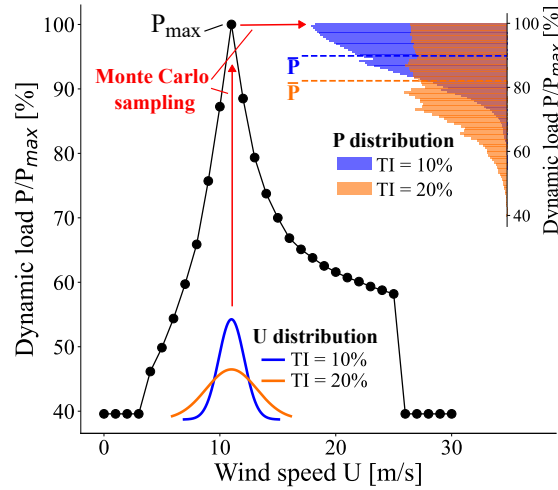 P_max
Monte Carlo
sampling
Dynamic load P/P_max [%]
100
90
80
70
60
50
40
0
10
20
30
Wind speed U [m/s]
U distribution
TI = 10%
TI = 20%
P̅
P̅
P distribution
TI = 10%
TI = 20%
100
80
60
40
Dynamic load P/P_max [%]